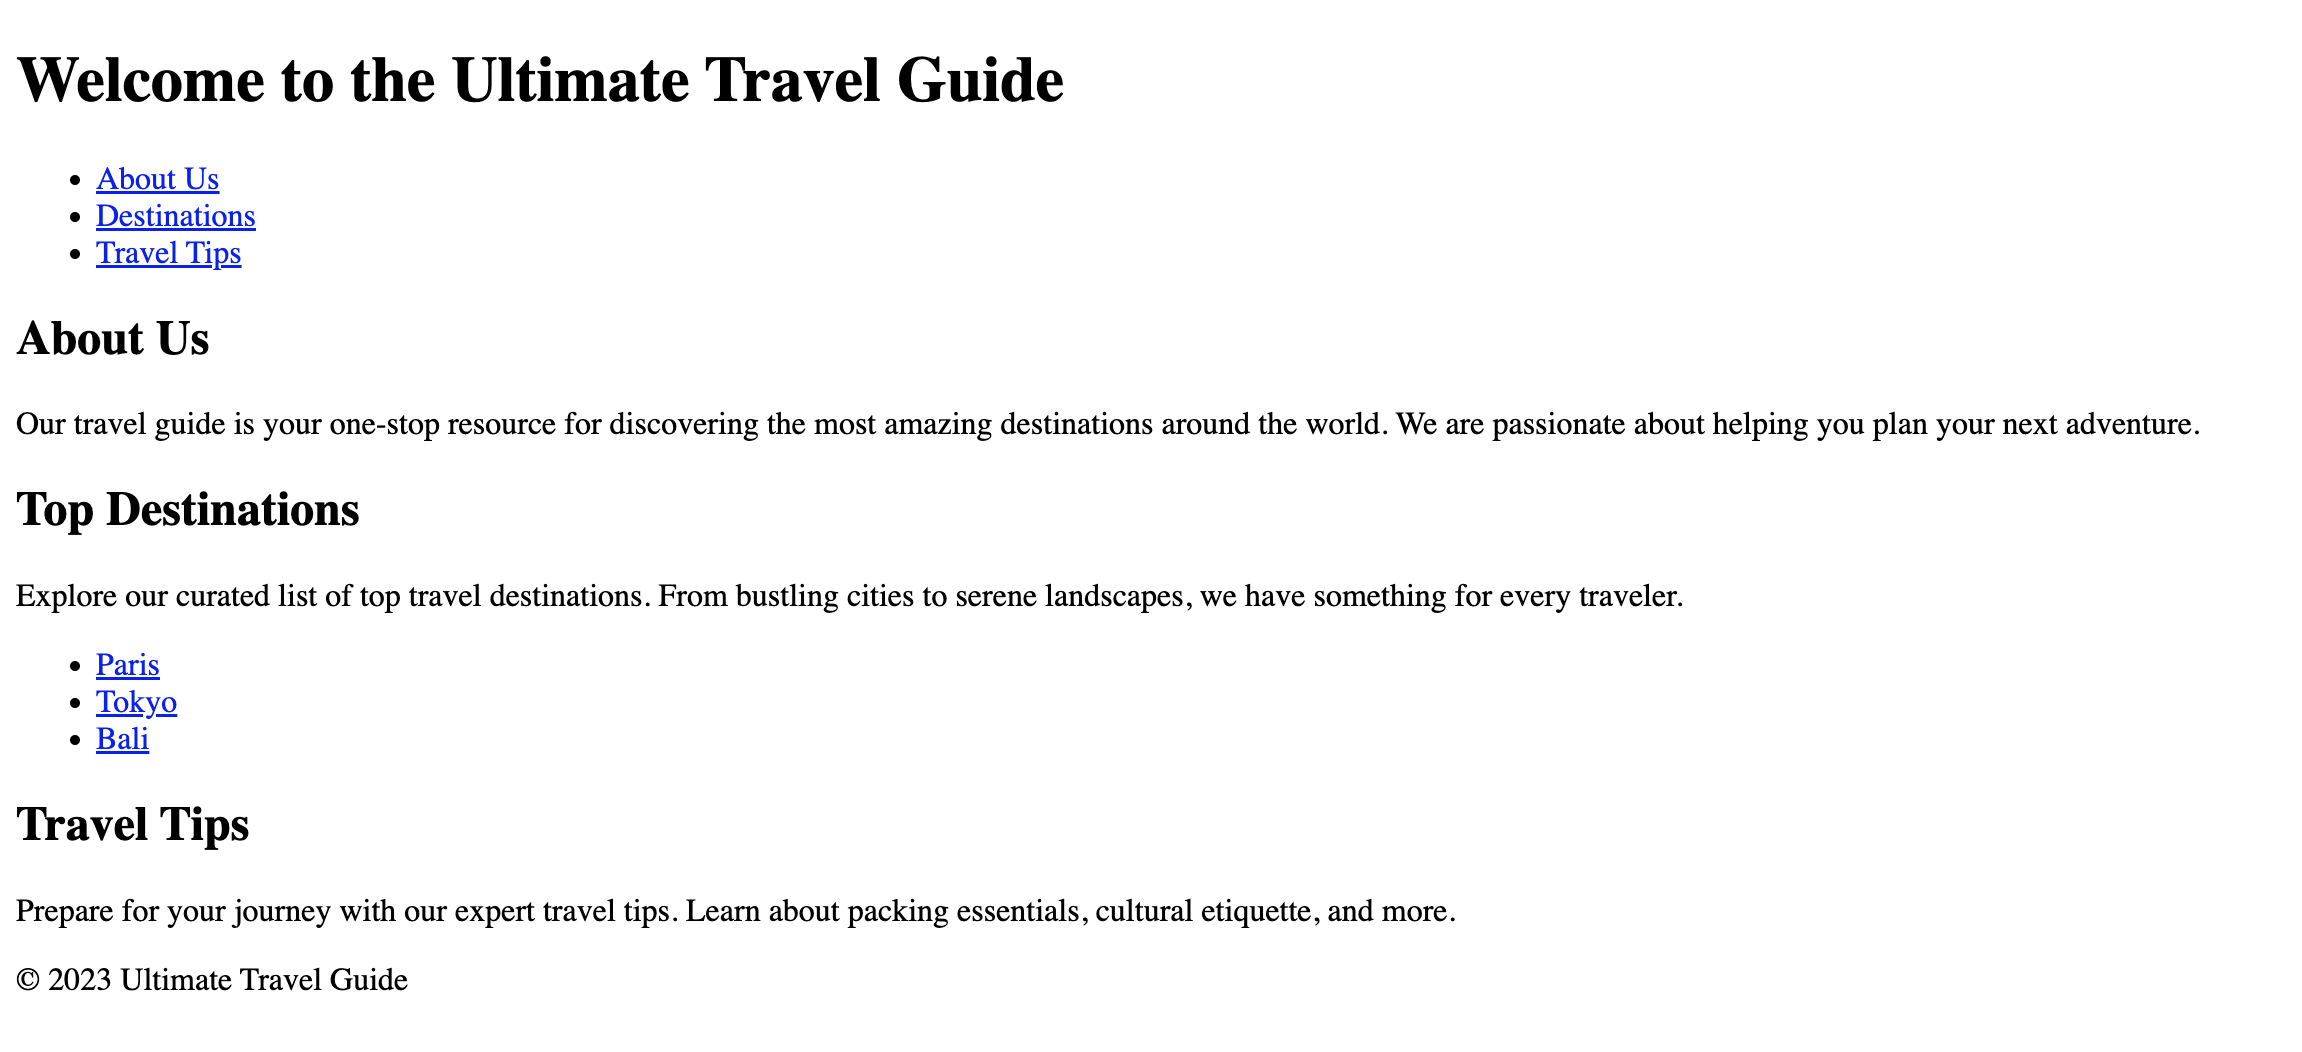 Welcome to the Ultimate Travel Guide
About Us
Destinations
Travel Tips
About Us
Our travel guide is your one-stop resource for discovering the most amazing destinations around the world. We are passionate about helping you plan your next adventure.
Top Destinations
Explore our curated list of top travel destinations. From bustling cities to serene landscapes, we have something for every traveler.
Paris
Tokyo
Bali
Travel Tips
Prepare for your journey with our expert travel tips. Learn about packing essentials, cultural etiquette, and more.
© 2023 Ultimate Travel Guide